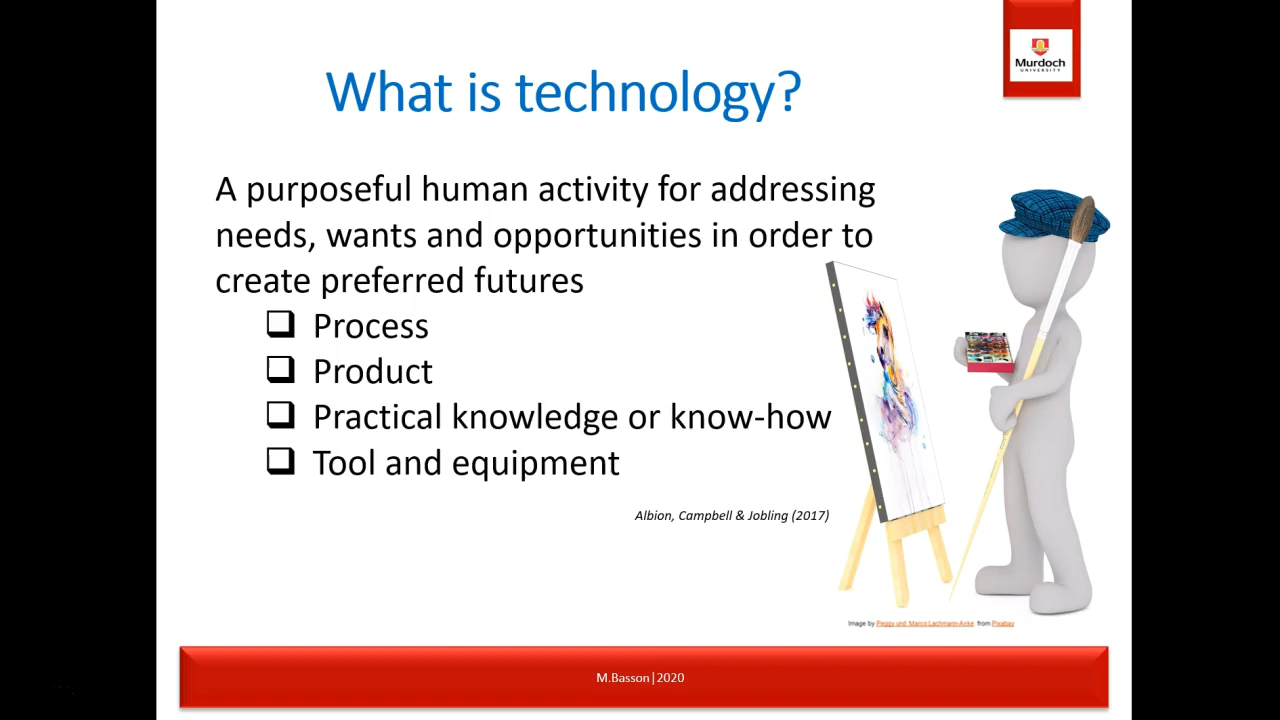 Murdoch
UNIVERSITY
What is technology?
A purposeful human activity for addressing
needs, wants and opportunities in order to
create preferred futures
Process
Product
Practical knowledge or know-how
Tool and equipment
Albion, Campbell & Jobling (2017)
Image by Peggy und Marco Lachmann-Anke from Pixabay
M.Basson|2020